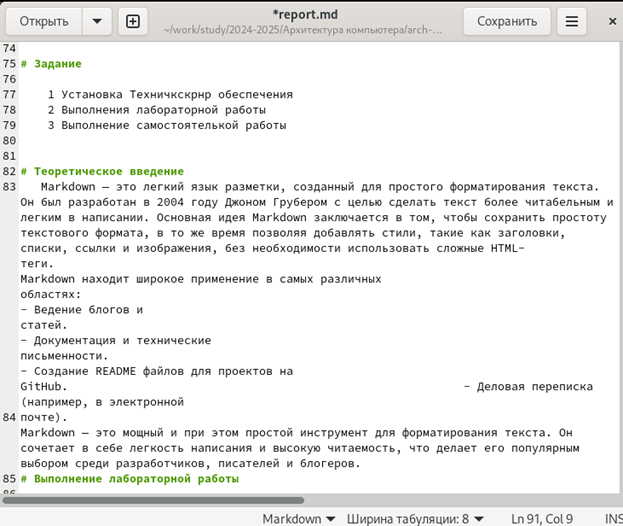 Открыть
*report.md
~/work/study/2024-2025/Архитектура компьютера/arch-...
Сохранить
74
75 # Задание
76
77 1 Установка Техничкскрнр обеспечения
78 2 Выполнения лабораторной работы
79 3 Выполнение самостоятелькой работы
80
81
82 # Теоретическое введение
83 Markdown — это легкий язык разметки, созданный для простого форматирования текста.
Он был разработан в 2004 году Джоном Грубером с целью сделать текст более читабельным и
легким в написании. Основная идея Markdown заключается в том, чтобы сохранить простоту
текстового формата, в то же время позволяя добавлять стили, такие как заголовки,
списки, ссылки и изображения, без необходимости использовать сложные HTML-
теги.
Markdown находит широкое применение в самых различных
областях:
- Ведение блогов и
статей.
- Документация и технические
письменности.
- Создание README файлов для проектов на
GitHub. - Деловая переписка
(например, в электронной
84 почте).
Markdown — это мощный и при этом простой инструмент для форматирования текста. Он
сочетает в себе легкость написания и высокую читаемость, что делает его популярным
выбором среди разработчиков, писателей и блогеров.
85 # Выполнение лабораторной работы
Markdown
Ширина табуляции: 8
Ln 91, Col 9
INS